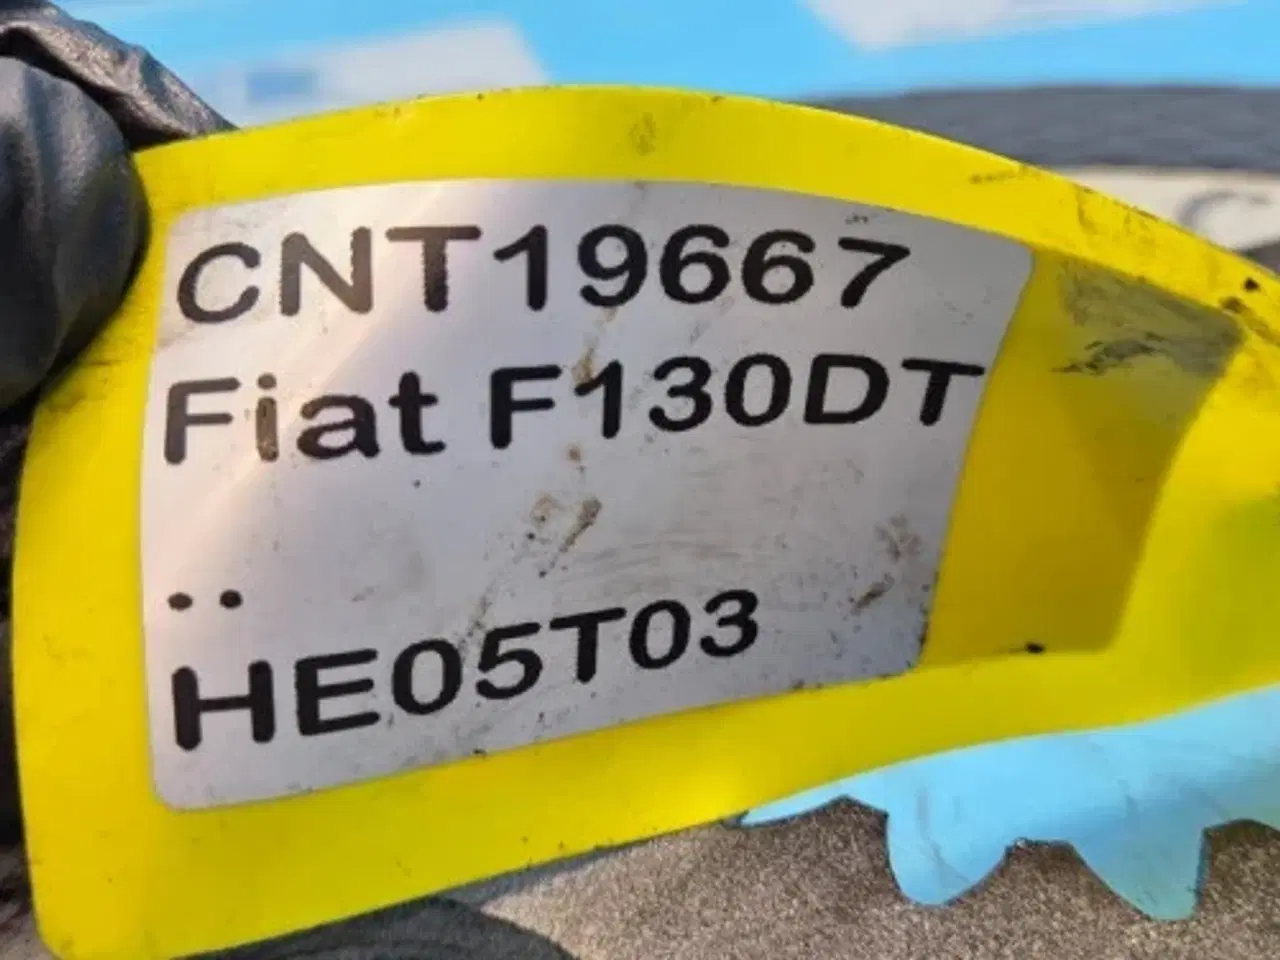 CNT19667
Fiat F130DT
..
HE05T03